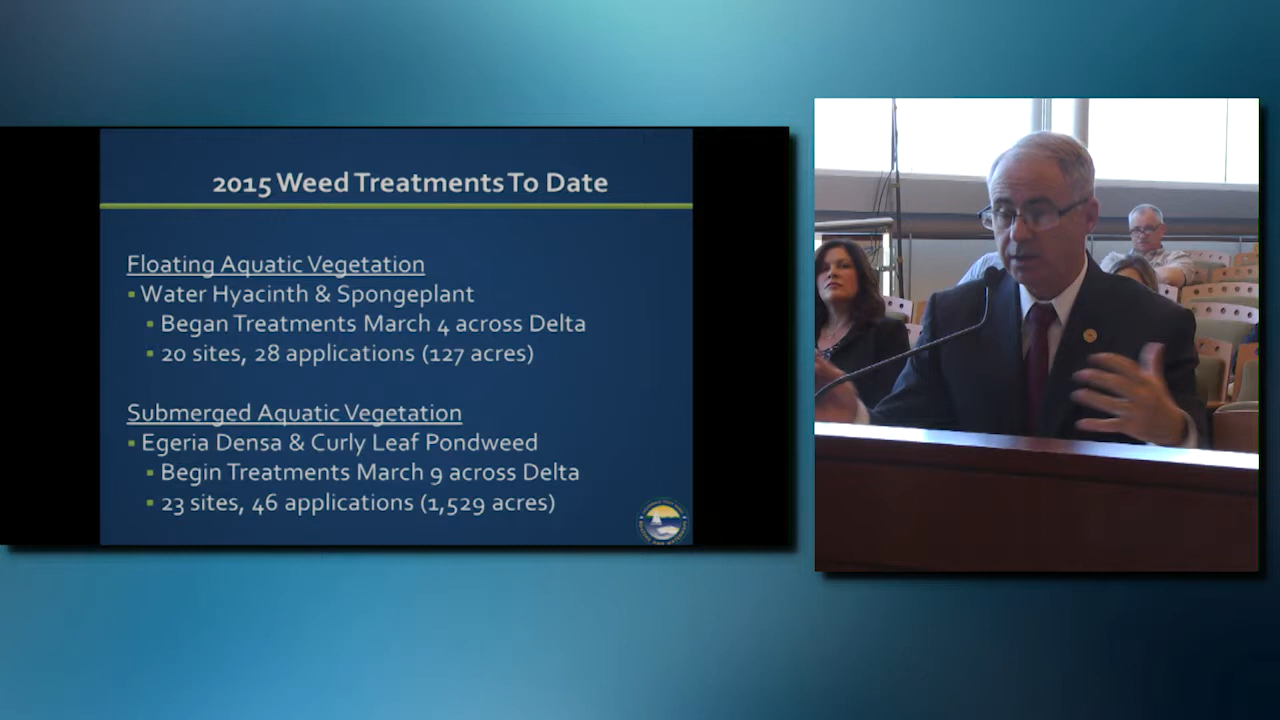 2015 Weed Treatments To Date
Floating Aquatic Vegetation
Water Hyacinth & Spongeplant
Began Treatments March 4 across Delta
20 sites, 28 applications (127 acres)
Submerged Aquatic Vegetation
Egeria Densa & Curly Leaf Pondweed
Begin Treatments March 9 across Delta
23 sites, 46 applications (1,529 acres)